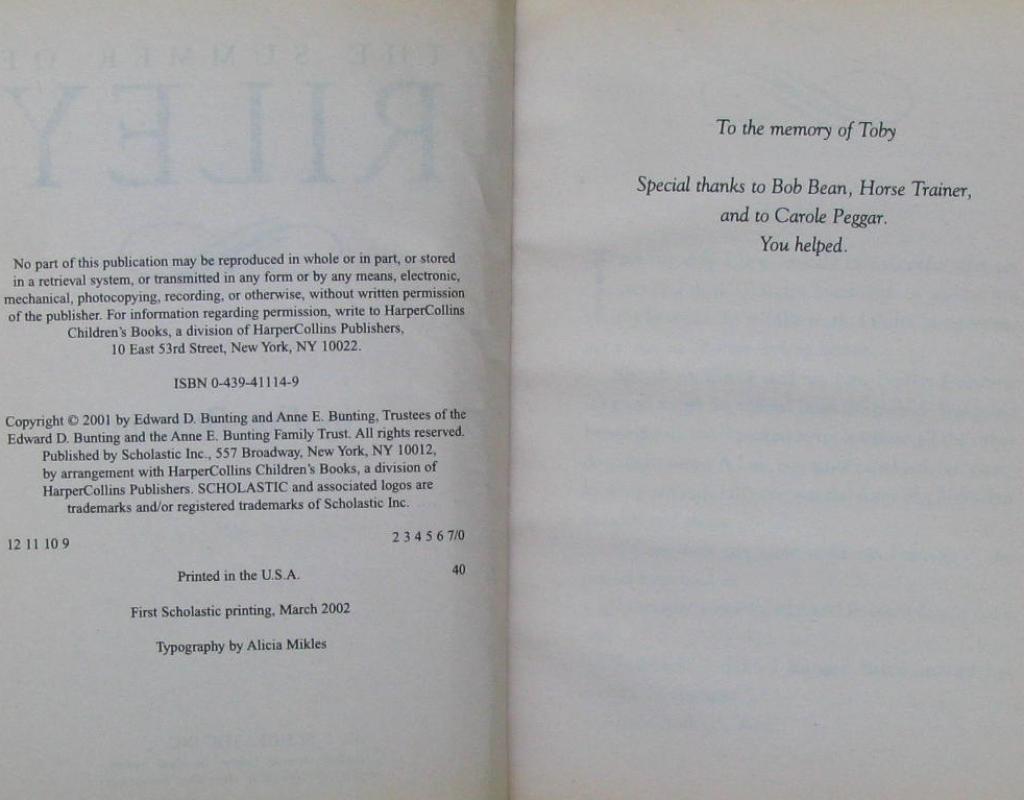 THE SUMMER OF
RILEY
No part of this publication may be reproduced in whole or in part, or stored
in a retrieval system, or transmitted in any form or by any means, electronic,
mechanical, photocopying, recording, or otherwise, without written permission
of the publisher. For information regarding permission, write to HarperCollins
Children's Books, a division of HarperCollins Publishers,
10 East 53rd Street, New York, NY 10022.
ISBN 0-439-41114-9
Copyright © 2001 by Edward D. Bunting and Anne E. Bunting, Trustees of the
Edward D. Bunting and the Anne E. Bunting Family Trust. All rights reserved.
Published by Scholastic Inc., 557 Broadway, New York, NY 10012,
by arrangement with HarperCollins Children's Books, a division of
HarperCollins Publishers. SCHOLASTIC and associated logos are
trademarks and/or registered trademarks of Scholastic Inc.
12 11 10 9 2 3 4 5 6 7/0
Printed in the U.S.A. 40
First Scholastic printing, March 2002
Typography by Alicia Mikles
To the memory of Toby
Special thanks to Bob Bean, Horse Trainer,
and to Carole Peggar.
You helped.